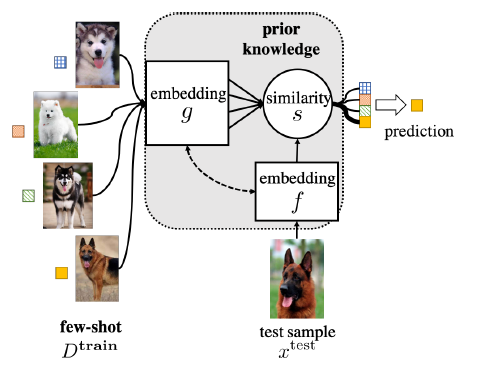 prior
knowledge
embedding
g
similarity
s
prediction
embedding
f
few-shot
D^train
test sample
x^test